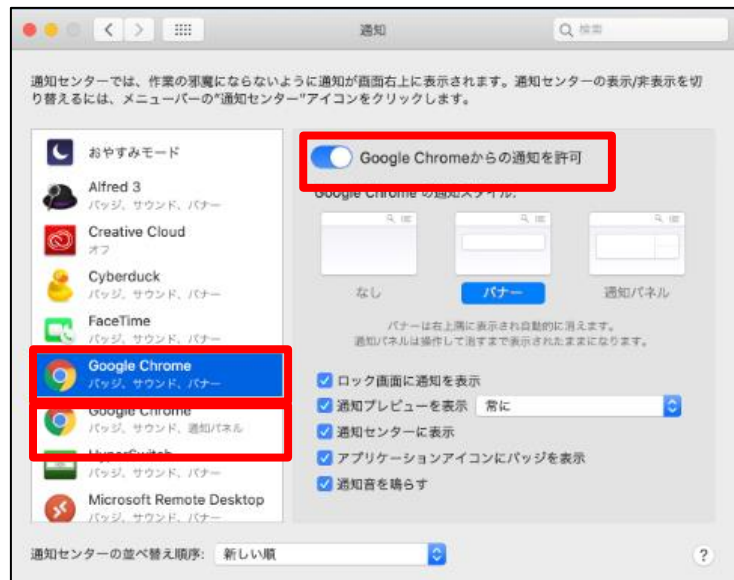 通知
検索
通知センターでは、作業の邪魔にならないように通知が画面右上に表示されます。通知センターの表示/非表示を切
り替えるには、メニューバーの"通知センター"アイコンをクリックします。
おやすみモード
Alfred 3
バッジ、サウンド、バナー
Creative Cloud
オフ
Cyberduck
バッジ、サウンド、バナー
FaceTime
バッジ、サウンド、バナー
Google Chrome
バッジ、サウンド、バナー
Google Chrome
バッジ、サウンド、通知パネル
HyperSwitch
バッジ、サウンド、バナー
Microsoft Remote Desktop
バッジ、サウンド、バナー
Google Chromeからの通知を許可
Google Chrome の通知スタイル:
なし
バナー
通知パネル
バナーは右上隅に表示され自動的に消えます。
通知パネルは操作して消すまで表示されたままになります。
ロック画面に通知を表示
通知プレビューを表示 常に
通知センターに表示
アプリケーションアイコンにバッジを表示
通知音を鳴らす
通知センターの並べ替え順序: 新しい順
?